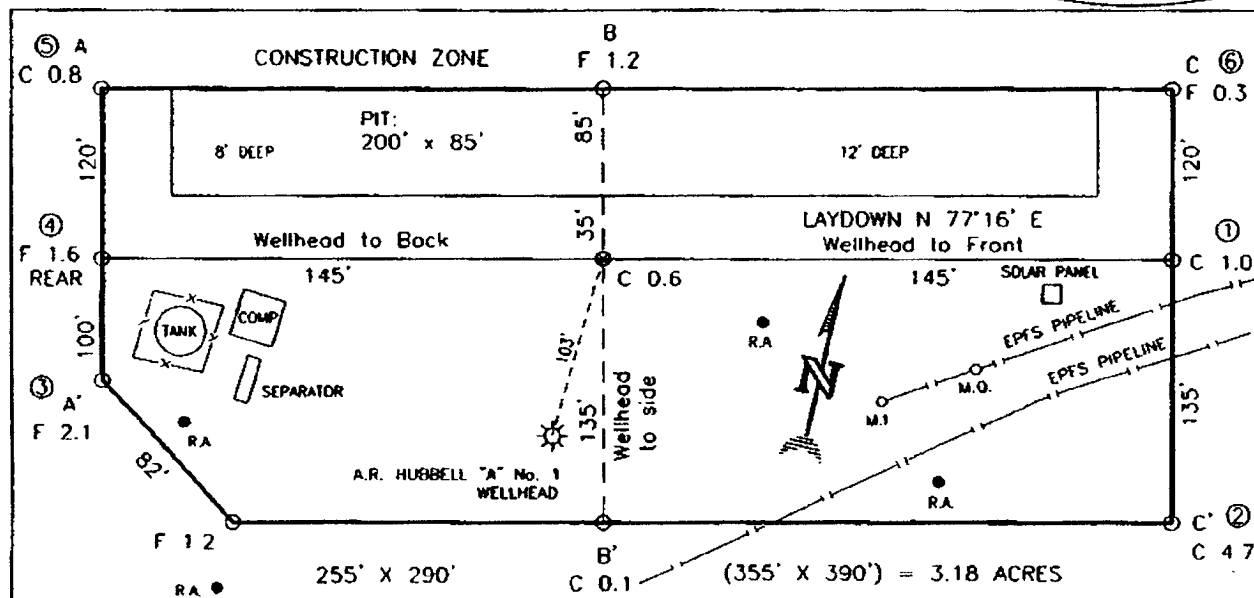 ⑤ A
C 0.8
CONSTRUCTION ZONE
B
F 1.2
C ⑥
F 0.3
PIT:
200' x 85'
8' DEEP
12' DEEP
120'
85'
120'
④
F 1.6
REAR
Wellhead to Back
145'
35'
C 0.6
LAYDOWN N 77°16' E
Wellhead to Front
145'
①
C 1.0
SOLAR PANEL
TANK
COMP
SEPARATOR
100'
103'
R.A.
N
EPFS PIPELINE
EPFS PIPELINE
M.O.
M.1
135'
Wellhead
to side
135'
③ A'
F 2.1
R.A.
82'
A.R. HUBBELL "A" No. 1
WELLHEAD
R.A.
F 1 2
B'
C 0.1
C' ②
C 4 7
R.A.
255' X 290'
(355' X 390') = 3.18 ACRES